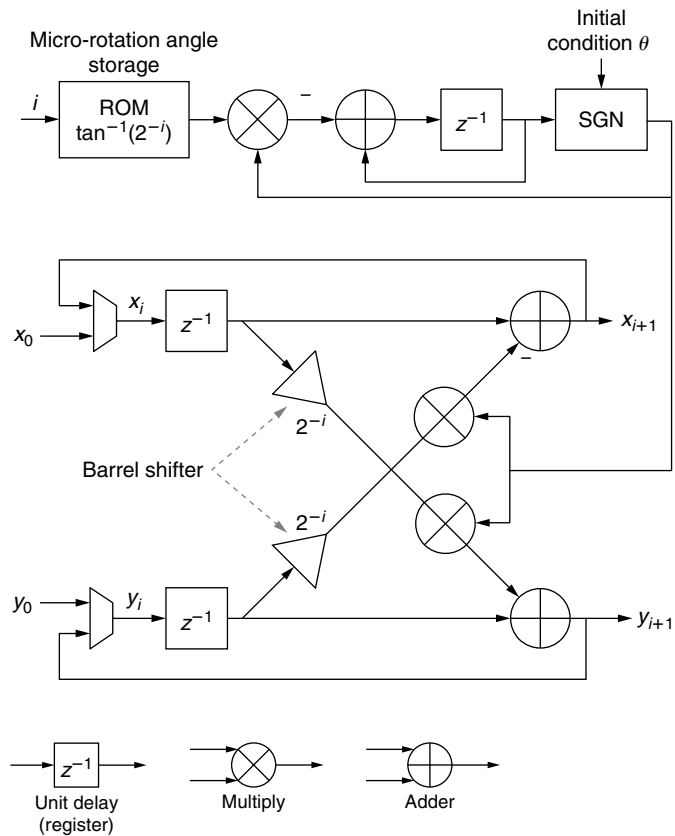 Initial
condition θ
Micro-rotation angle
storage
i
ROM
tan⁻¹(2⁻ⁱ)
−
z⁻¹
SGN
x₀
xᵢ
z⁻¹
xᵢ₊₁
−
2⁻ⁱ
Barrel shifter
2⁻ⁱ
y₀
yᵢ
z⁻¹
yᵢ₊₁
z⁻¹
Unit delay
(register)
Multiply
Adder